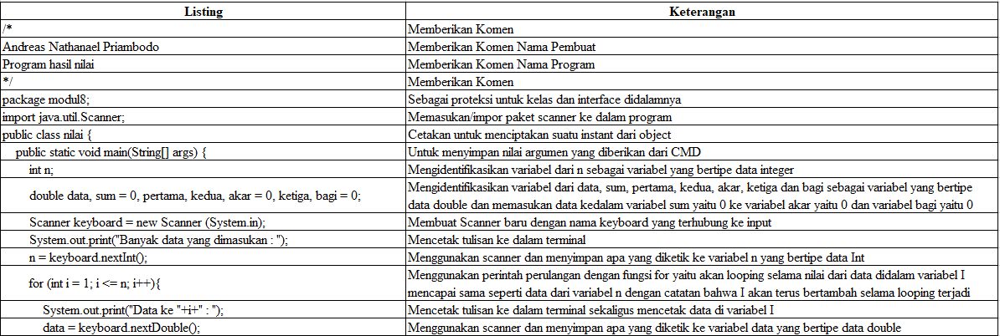 Listing Keterangan
/* Memberikan Komen
Andreas Nathanael Priambodo Memberikan Komen Nama Pembuat
Program hasil nilai Memberikan Komen Nama Program
*/ Memberikan Komen
package modul8; Sebagai proteksi untuk kelas dan interface didalamnya
import java.util.Scanner; Memasukan/impor paket scanner ke dalam program
public class nilai { Cetakan untuk menciptakan suatu instant dari object
public static void main(String[] args) { Untuk menyimpan nilai argumen yang diberikan dari CMD
int n; Mengidentifikasikan variabel dari n sebagai variabel yang bertipe data integer
double data, sum = 0, pertama, kedua, akar = 0, ketiga, bagi = 0; Mengidentifikasikan variabel dari data, sum, pertama, kedua, akar, ketiga dan bagi sebagai variabel yang bertipe
data double dan memasukan data kedalam variabel sum yaitu 0 ke variabel akar yaitu 0 dan variabel bagi yaitu 0
Scanner keyboard = new Scanner (System.in); Membuat Scanner baru dengan nama keyboard yang terhubung ke input
System.out.print("Banyak data yang dimasukan : "); Mencetak tulisan ke dalam terminal
n = keyboard.nextInt(); Menggunakan scanner dan menyimpan apa yang diketik ke variabel n yang bertipe data Int
for (int i = 1; i <= n; i++){ Menggunakan perintah perulangan dengan fungsi for yaitu akan looping selama nilai dari data didalam variabel I
mencapai sama seperti data dari variabel n dengan catatan bahwa I akan terus bertambah selama looping terjadi
System.out.print("Data ke "+i+" : "); Mencetak tulisan ke dalam terminal sekaligus mencetak data di variabel I
data = keyboard.nextDouble(); Menggunakan scanner dan menyimpan apa yang diketik ke variabel data yang bertipe data double